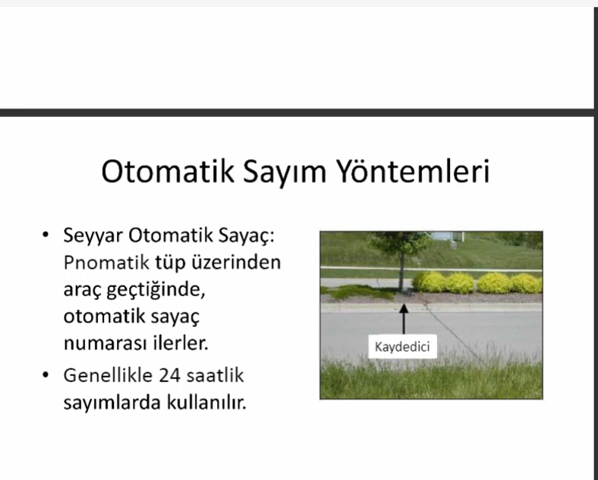 Otomatik Sayım Yöntemleri
• Seyyar Otomatik Sayaç:
Pnomatik tüp üzerinden
araç geçtiğinde,
otomatik sayaç
numarası ilerler.
• Genellikle 24 saatlik
sayımlarda kullanılır.
Kaydedici